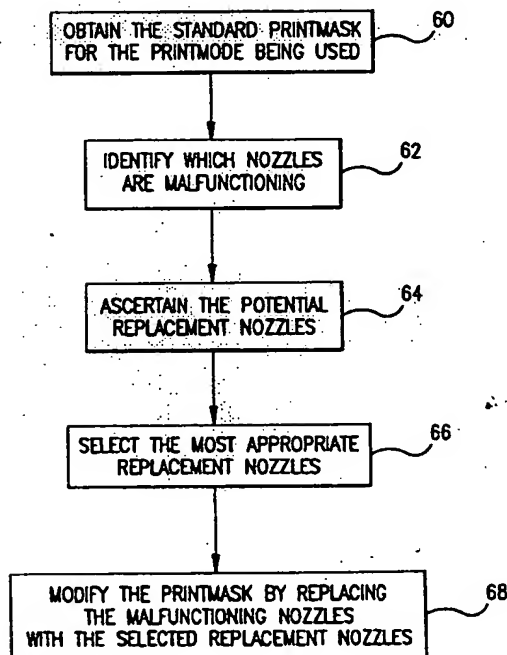 OBTAIN THE STANDARD PRINTMASK
FOR THE PRINTMODE BEING USED
60
IDENTIFY WHICH NOZZLES
ARE MALFUNCTIONING
62
ASCERTAIN THE POTENTIAL
REPLACEMENT NOZZLES
64
SELECT THE MOST APPROPRIATE
REPLACEMENT NOZZLES
66
MODIFY THE PRINTMASK BY REPLACING
THE MALFUNCTIONING NOZZLES
WITH THE SELECTED REPLACEMENT NOZZLES
68